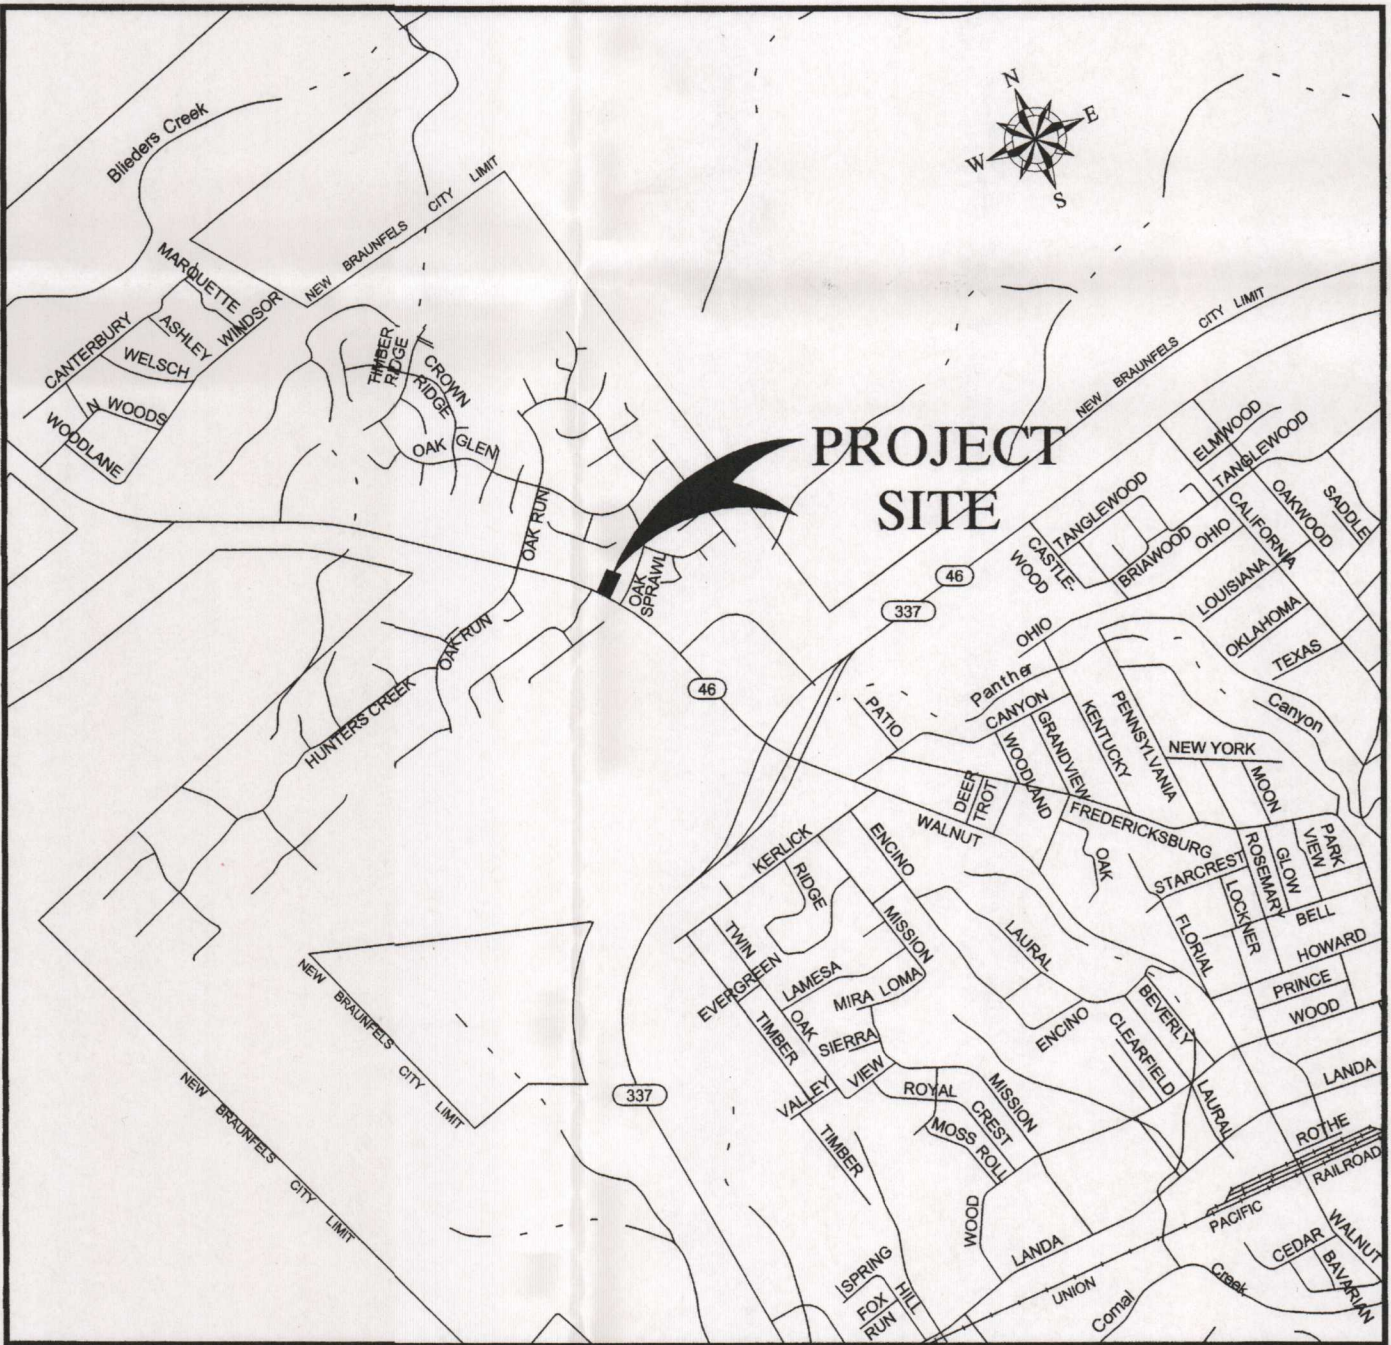 N
E
W
S
Blieders Creek
NEW BRAUNFELS CITY LIMIT
MARQUETTE
WINDSOR
ASHLEY
CANTERBURY
WELSCH
N WOODS
WOODLANE
TIMBER
RIDGE
CROWN
RIDGE
OAK GLEN
OAK RUN
NEW BRAUNFELS CITY LIMIT
PROJECT
SITE
OAK
SPRAWL
ELMWOOD
TANGLEWOOD
TANGLEWOOD
CASTLE-
WOOD
BRIAWOOD
OHIO
CALIFORNIA
OAKWOOD
SADDLE
LOUISIANA
OKLAHOMA
TEXAS
46
337
OHIO
OAK RUN
HUNTERS CREEK
46
Panther
Canyon
CANYON
PATIO
GRANDVIEW
KENTUCKY
PENNSYLVANIA
WOODLAND
NEW YORK
MOON
DEER
TROT
WALNUT
FREDERICKSBURG
OAK
STARCREST
ROSEMARY
GLOW
PARK
VIEW
LOCKNER
BELL
HOWARD
PRINCE
WOOD
FLORIAL
KERLICK
RIDGE
ENCINO
MISSION
LAURAL
TWIN
EVERGREEN
LAMESA
MIRA LOMA
OAK
TIMBER
SIERRA
VIEW
VALLEY
TIMBER
ENCINO
BEVERLY
CLEARFIELD
LAURAL
ROYAL
CREST
MISSION
MOSS ROLL
WOOD
LANDA
LANDA
ROTHE
RAILROAD
PACIFIC
UNION
WALNUT
CEDAR
BAVARIAN
Comal
Creek
SPRING
HILL
FOX
RUN
337
NEW BRAUNFELS CITY LIMIT
NEW BRAUNFELS CITY LIMIT